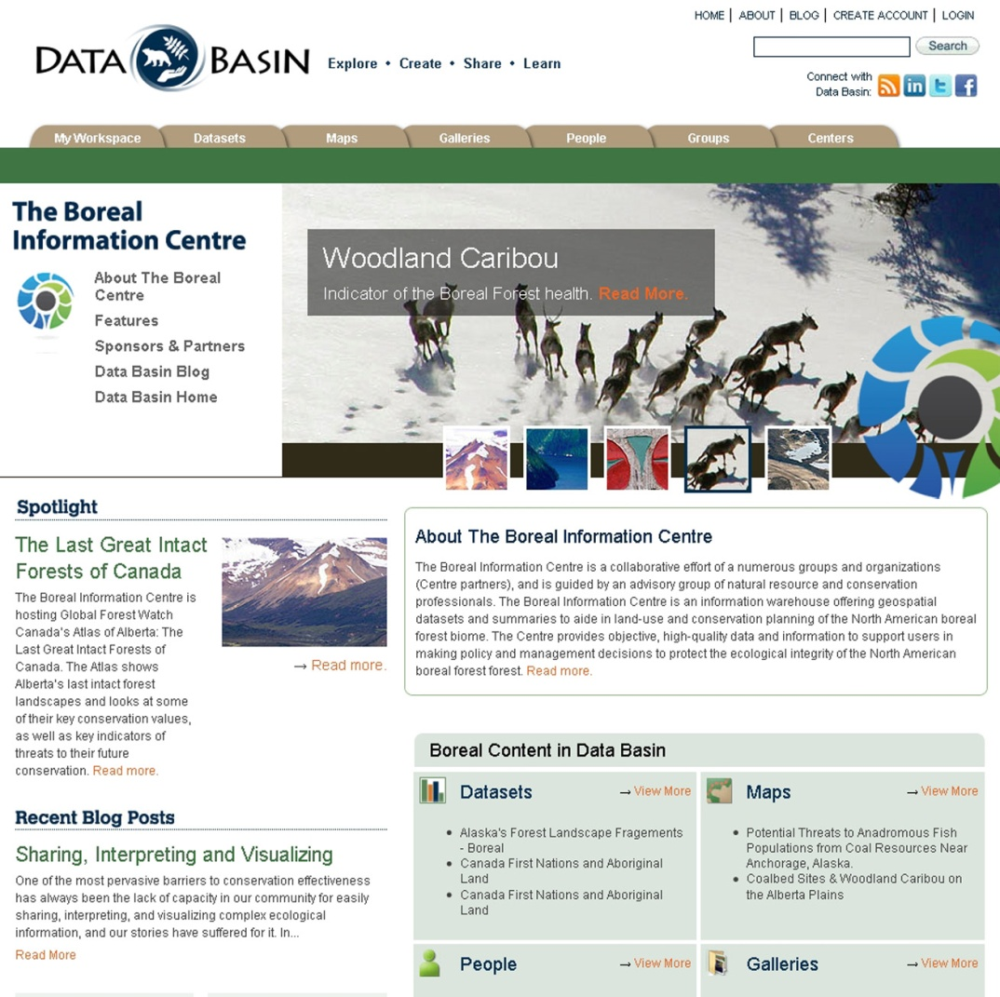 HOME | ABOUT | BLOG | CREATE ACCOUNT | LOGIN
DATA BASIN
Explore • Create • Share • Learn
Search
Connect with
Data Basin:
My Workspace
Datasets
Maps
Galleries
People
Groups
Centers
The Boreal
Information Centre
About The Boreal
Centre
Features
Sponsors & Partners
Data Basin Blog
Data Basin Home
Woodland Caribou
Indicator of the Boreal Forest health. Read More.
Spotlight
The Last Great Intact
Forests of Canada
The Boreal Information Centre is
hosting Global Forest Watch
Canada's Atlas of Alberta: The
Last Great Intact Forests of
Canada. The Atlas shows
Alberta's last intact forest
landscapes and looks at some
of their key conservation values,
as well as key indicators of
threats to their future
conservation. Read more.
→ Read more.
Recent Blog Posts
Sharing, Interpreting and Visualizing
One of the most pervasive barriers to conservation effectiveness
has always been the lack of capacity in our community for easily
sharing, interpreting, and visualizing complex ecological
information, and our stories have suffered for it. In...
Read More
About The Boreal Information Centre
The Boreal Information Centre is a collaborative effort of a numerous groups and organizations
(Centre partners), and is guided by an advisory group of natural resource and conservation
professionals. The Boreal Information Centre is an information warehouse offering geospatial
datasets and summaries to aide in land-use and conservation planning of the North American boreal
forest biome. The Centre provides objective, high-quality data and information to support users in
making policy and management decisions to protect the ecological integrity of the North American
boreal forest forest. Read more.
Boreal Content in Data Basin
Datasets
→ View More
• Alaska's Forest Landscape Fragements
- Boreal
• Canada First Nations and Aboriginal
Land
• Canada First Nations and Aboriginal
Land
Maps
→ View More
• Potential Threats to Anadromous Fish
Populations from Coal Resources Near
Anchorage, Alaska.
• Coalbed Sites & Woodland Caribou on
the Alberta Plains
People
→ View More
Galleries
→ View More